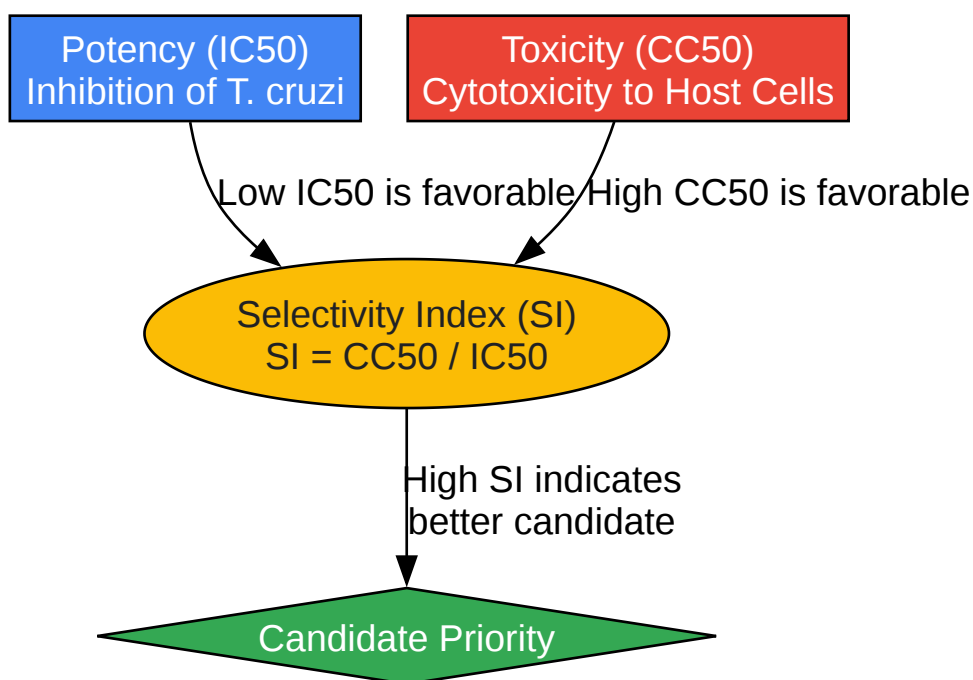 Potency (IC50)
Inhibition of T. cruzi
Toxicity (CC50)
Cytotoxicity to Host Cells
Low IC50 is favorable
High CC50 is favorable
Selectivity Index (SI)
SI = CC50 / IC50
High SI indicates
better candidate
Candidate Priority